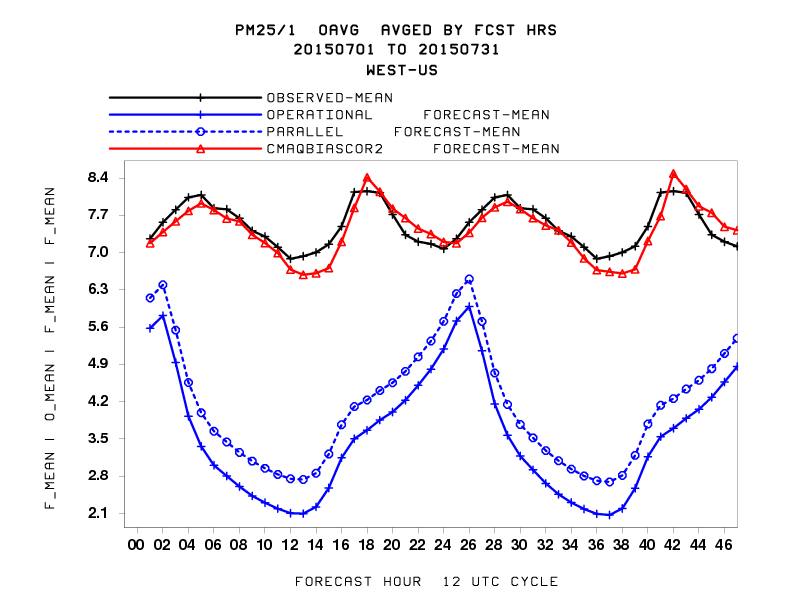 PM25/1 OAVG AVGED BY FCST HRS
20150701 TO 20150731
WEST-US
OBSERVED-MEAN
OPERATIONAL FORECAST-MEAN
PARALLEL FORECAST-MEAN
CMAQBIASCOR2 FORECAST-MEAN
F_MEAN | O_MEAN | F_MEAN | F_MEAN
8.4
7.7
7.0
6.3
5.6
4.9
4.2
3.5
2.8
2.1
00 02 04 06 08 10 12 14 16 18 20 22 24 26 28 30 32 34 36 38 40 42 44 46
FORECAST HOUR 12 UTC CYCLE